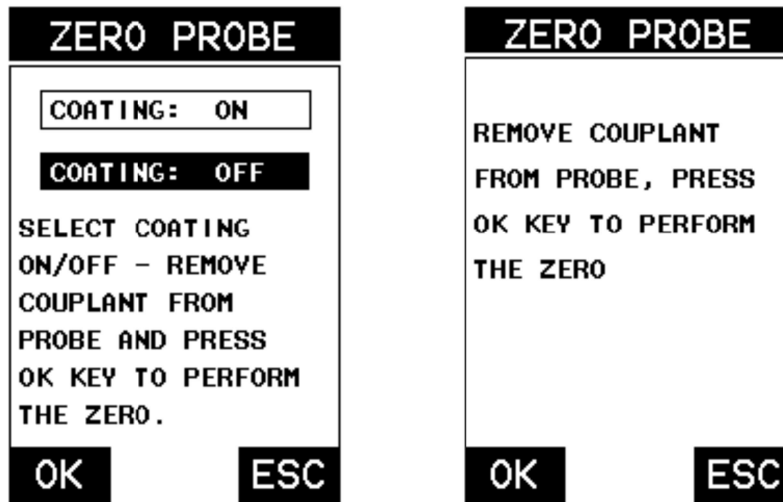 ZERO PROBE
COATING: ON
COATING: OFF
SELECT COATING
ON/OFF - REMOVE
COUPLANT FROM
PROBE AND PRESS
OK KEY TO PERFORM
THE ZERO.
OK ESC
ZERO PROBE
REMOVE COUPLANT
FROM PROBE, PRESS
OK KEY TO PERFORM
THE ZERO
OK ESC